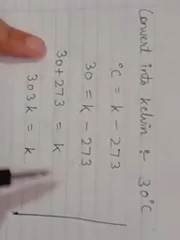 Convert into kelvin :- 30°C
°C = K - 273
30 = K - 273
30 + 273 = K
303 K = K